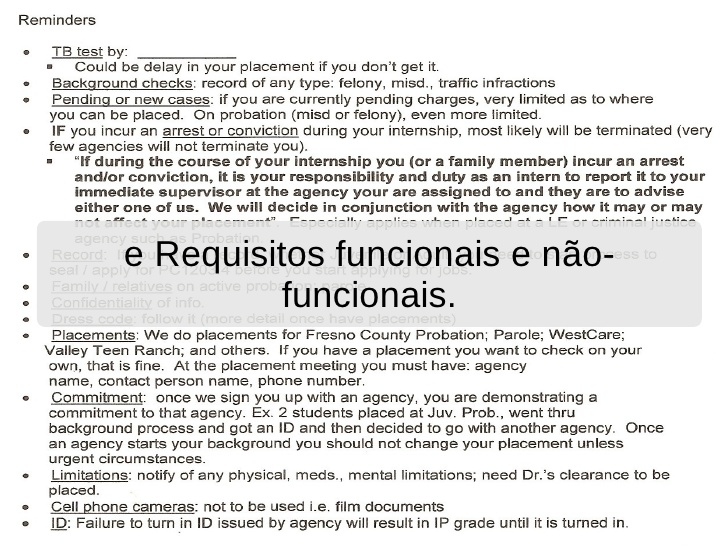 Reminders
• TB test by: ____________
▪ Could be delay in your placement if you don't get it.
• Background checks: record of any type: felony, misd., traffic infractions
• Pending or new cases: if you are currently pending charges, very limited as to where
you can be placed. On probation (misd or felony), even more limited.
• IF you incur an arrest or conviction during your internship, most likely will be terminated (very
few agencies will not terminate you).
▪ "If during the course of your internship you (or a family member) incur an arrest
and/or conviction, it is your responsibility and duty as an intern to report it to your
immediate supervisor at the agency your are assigned to and they are to advise
either one of us. We will decide in conjunction with the agency how it may or may
not affect your placement". Especially applies when placed at a LE or criminal justice
agency such as Probation.
e Requisitos funcionais e não-
funcionais.
• Record:
seal / apply for before you start applying for jobs.
• Family / relatives on active
• Confidentiality of info.
• Dress code: follow it (more detail once have placements)
• Placements: We do placements for Fresno County Probation; Parole; WestCare;
Valley Teen Ranch; and others. If you have a placement you want to check on your
own, that is fine. At the placement meeting you must have: agency
name, contact person name, phone number.
• Commitment: once we sign you up with an agency, you are demonstrating a
commitment to that agency. Ex. 2 students placed at Juv. Prob., went thru
background process and got an ID and then decided to go with another agency. Once
an agency starts your background you should not change your placement unless
urgent circumstances.
• Limitations: notify of any physical, meds., mental limitations; need Dr.'s clearance to be
placed.
• Cell phone cameras: not to be used i.e. film documents
• ID: Failure to turn in ID issued by agency will result in IP grade until it is turned in.